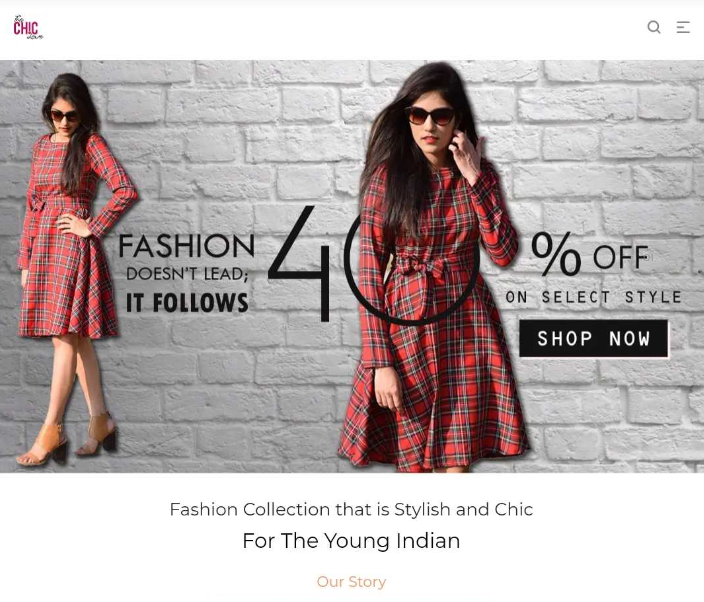 The
CHIC
FASHION
DOESN'T LEAD;
IT FOLLOWS
40
% OFF
ON SELECT STYLE
SHOP NOW
Fashion Collection that is Stylish and Chic
For The Young Indian
Our Story